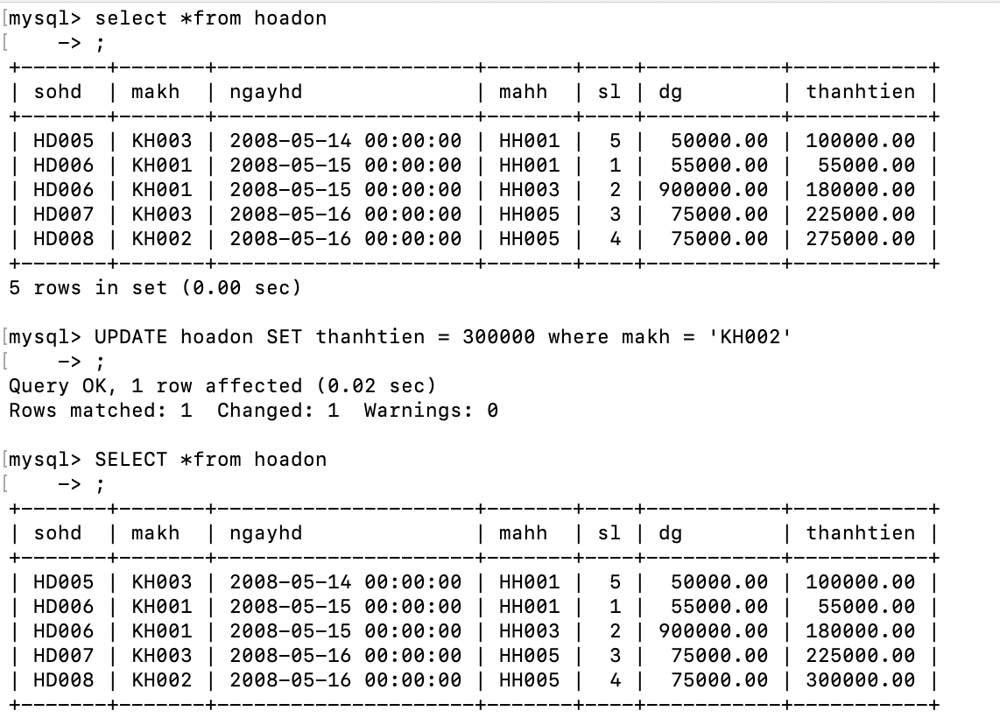 [mysql> select *from hoadon
[    -> ;
+-------+-------+---------------------+-------+----+-----------+-----------+
| sohd  | makh  | ngayhd              | mahh  | sl | dg        | thanhtien |
+-------+-------+---------------------+-------+----+-----------+-----------+
| HD005 | KH003 | 2008-05-14 00:00:00 | HH001 |  5 |  50000.00 | 100000.00 |
| HD006 | KH001 | 2008-05-15 00:00:00 | HH001 |  1 |  55000.00 |  55000.00 |
| HD006 | KH001 | 2008-05-15 00:00:00 | HH003 |  2 | 900000.00 | 180000.00 |
| HD007 | KH003 | 2008-05-16 00:00:00 | HH005 |  3 |  75000.00 | 225000.00 |
| HD008 | KH002 | 2008-05-16 00:00:00 | HH005 |  4 |  75000.00 | 275000.00 |
+-------+-------+---------------------+-------+----+-----------+-----------+
5 rows in set (0.00 sec)
[mysql> UPDATE hoadon SET thanhtien = 300000 where makh = 'KH002'
[    -> ;
Query OK, 1 row affected (0.02 sec)
Rows matched: 1  Changed: 1  Warnings: 0
[mysql> SELECT *from hoadon
[    -> ;
+-------+-------+---------------------+-------+----+-----------+-----------+
| sohd  | makh  | ngayhd              | mahh  | sl | dg        | thanhtien |
+-------+-------+---------------------+-------+----+-----------+-----------+
| HD005 | KH003 | 2008-05-14 00:00:00 | HH001 |  5 |  50000.00 | 100000.00 |
| HD006 | KH001 | 2008-05-15 00:00:00 | HH001 |  1 |  55000.00 |  55000.00 |
| HD006 | KH001 | 2008-05-15 00:00:00 | HH003 |  2 | 900000.00 | 180000.00 |
| HD007 | KH003 | 2008-05-16 00:00:00 | HH005 |  3 |  75000.00 | 225000.00 |
| HD008 | KH002 | 2008-05-16 00:00:00 | HH005 |  4 |  75000.00 | 300000.00 |
+-------+-------+---------------------+-------+----+-----------+-----------+